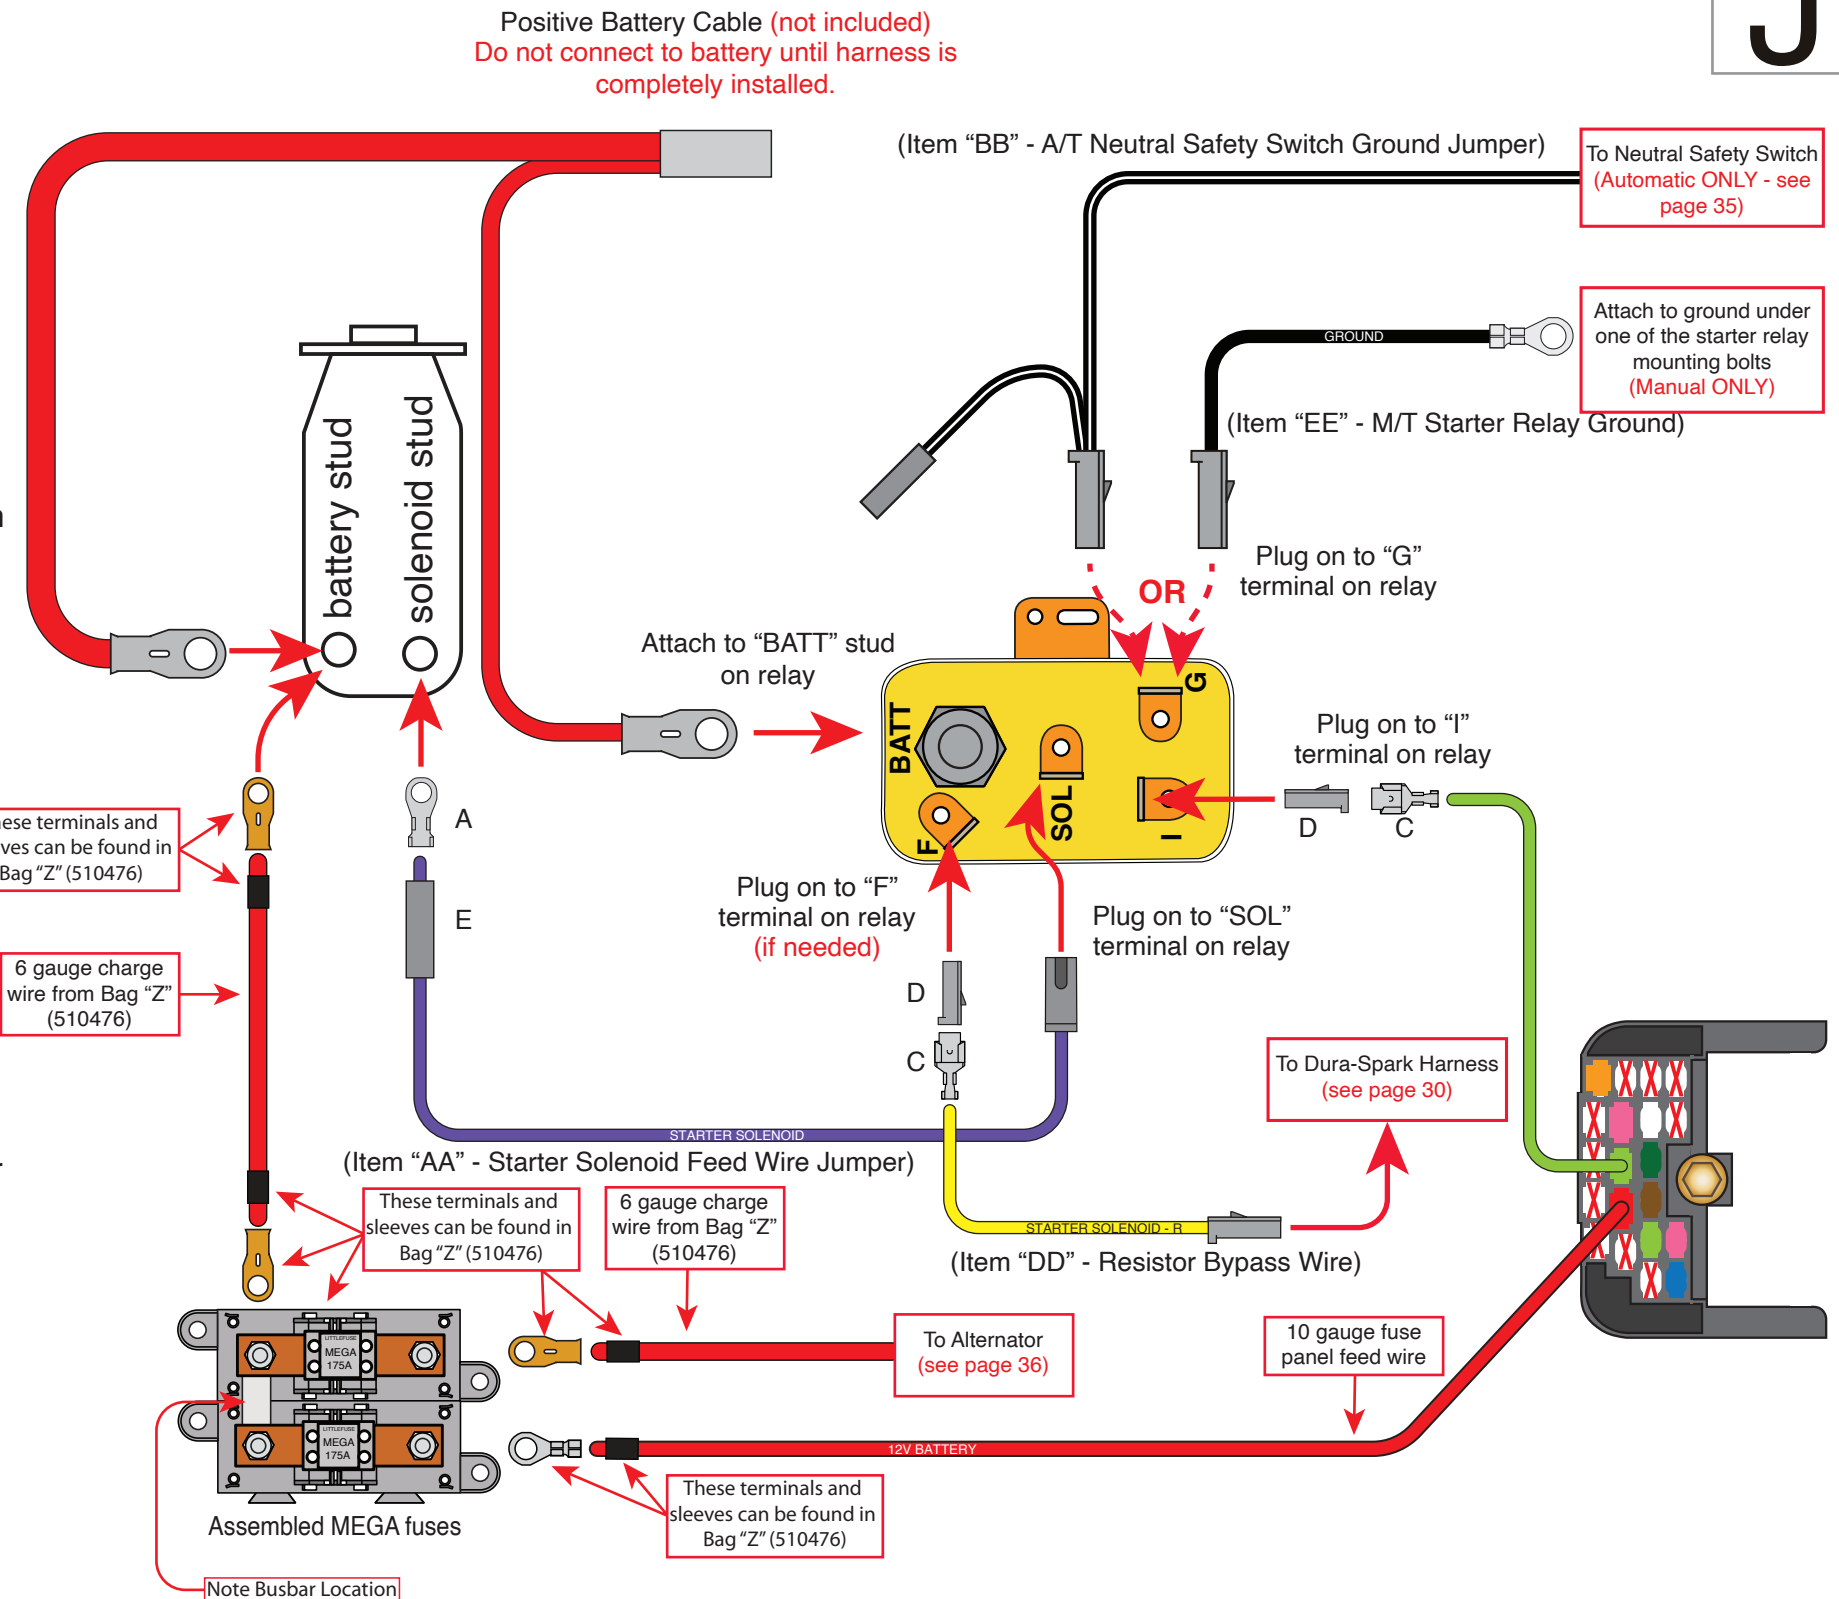 Positive Battery Cable (not included)
Do not connect to battery until harness is
completely installed.
J
(Item “BB” - A/T Neutral Safety Switch Ground Jumper)
To Neutral Safety Switch
(Automatic ONLY - see
page 35)
GROUND
Attach to ground under
one of the starter relay
mounting bolts
(Manual ONLY)
(Item “EE” - M/T Starter Relay Ground)
battery stud
solenoid stud
Plug on to “G”
terminal on relay
OR
Attach to “BATT” stud
on relay
BATT
SOL
G
I
F
Plug on to “I”
terminal on relay
D
C
A
E
ese terminals and
ves can be found in
Bag “Z” (510476)
6 gauge charge
wire from Bag “Z”
(510476)
Plug on to “F”
terminal on relay
(if needed)
Plug on to “SOL”
terminal on relay
D
C
To Dura-Spark Harness
(see page 30)
STARTER SOLENOID
(Item “AA” - Starter Solenoid Feed Wire Jumper)
These terminals and
sleeves can be found in
Bag “Z” (510476)
6 gauge charge
wire from Bag “Z”
(510476)
STARTER SOLENOID - R
(Item “DD” - Resistor Bypass Wire)
To Alternator
(see page 36)
10 gauge fuse
panel feed wire
LITTLEFUSE
MEGA
175A
LITTLEFUSE
MEGA
175A
12V BATTERY
These terminals and
sleeves can be found in
Bag “Z” (510476)
Assembled MEGA fuses
Note Busbar Location